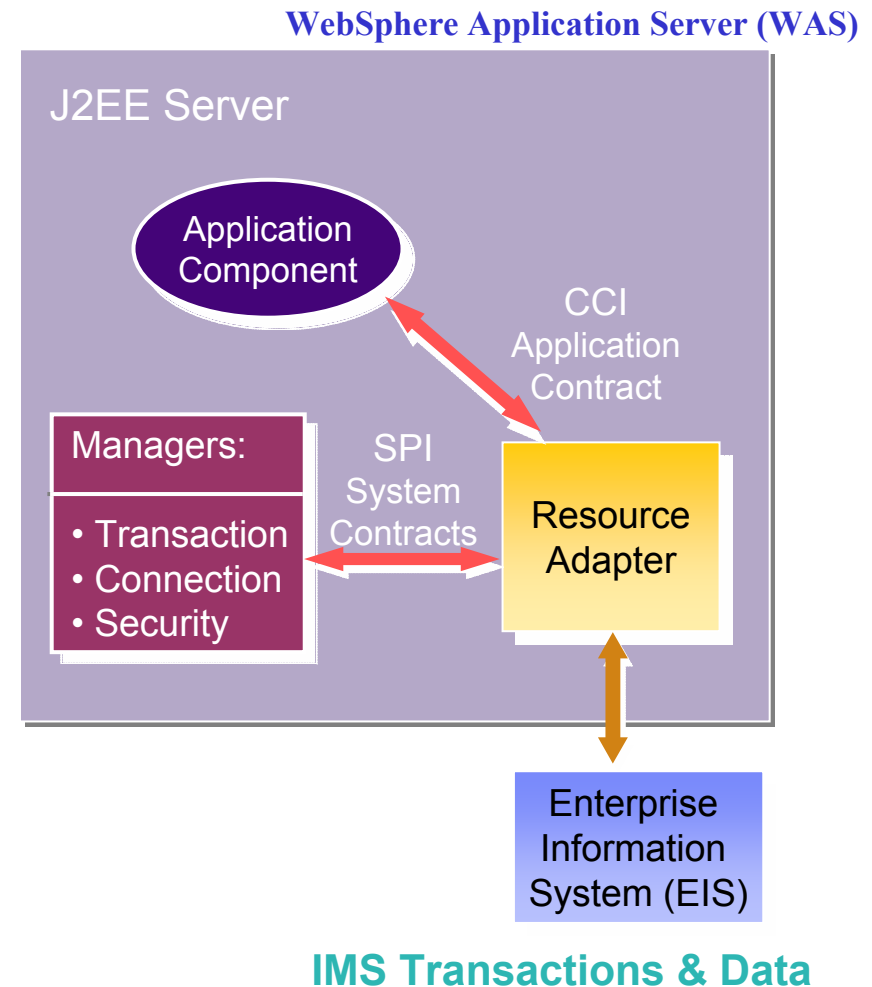 WebSphere Application Server (WAS)
J2EE Server
Application
Component
CCI
Application
Contract
Managers:
• Transaction
• Connection
• Security
SPI
System
Contracts
Resource
Adapter
Enterprise
Information
System (EIS)
IMS Transactions & Data